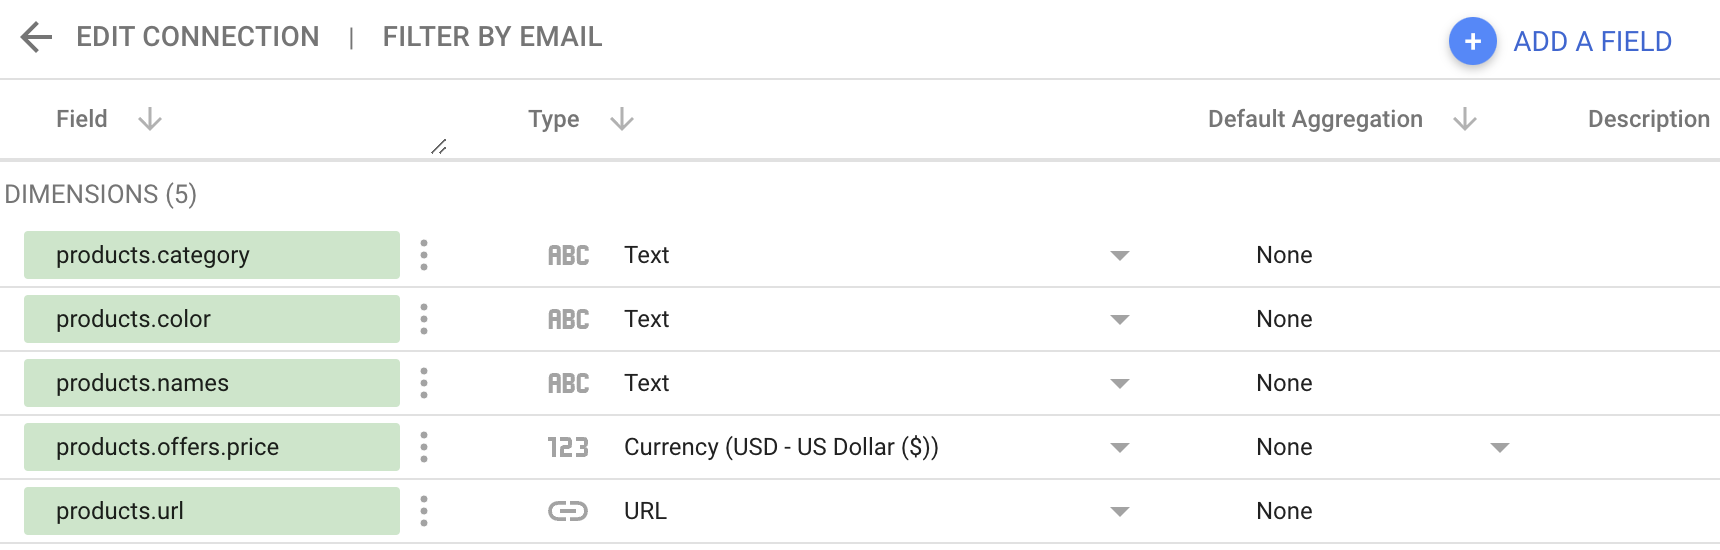 EDIT CONNECTION | FILTER BY EMAIL + ADD A FIELD
Field Type Default Aggregation Description
DIMENSIONS (5)
products.category ABC Text None
products.color ABC Text None
products.names ABC Text None
products.offers.price 123 Currency (USD - US Dollar ($)) None
products.url URL None